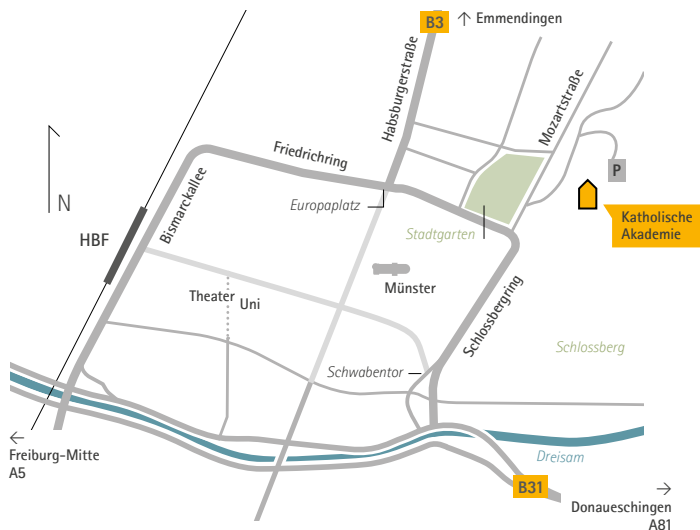 B3
↑ Emmendingen
Habsburgerstraße
Mozartstraße
Friedrichring
P
N
Bismarckallee
Europaplatz
Katholische
Akademie
Stadtgarten
HBF
Münster
Theater
Uni
Schlossbergring
Schlossberg
Schwabentor
←
Freiburg-Mitte
A5
Dreisam
B31
→
Donaueschingen
A81